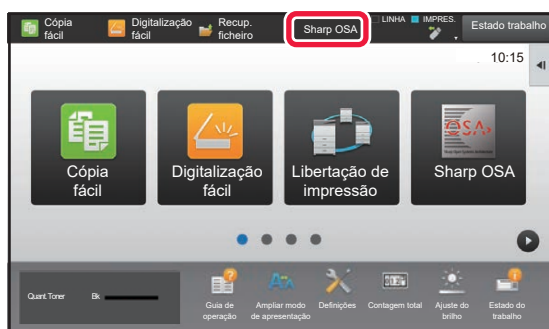 Cópia
fácil
Digitalização
fácil
Recup.
ficheiro
Sharp OSA
LINHA
IMPRES.
Estado trabalho
10:15
Cópia
fácil
Digitalização
fácil
Libertação de
impressão
OSA
Sharp OSA
Quant.Toner
Bk
Guia de
operação
Ampliar modo
de apresentação
Definições
Contagem total
Ajuste do
brilho
Estado do
trabalho